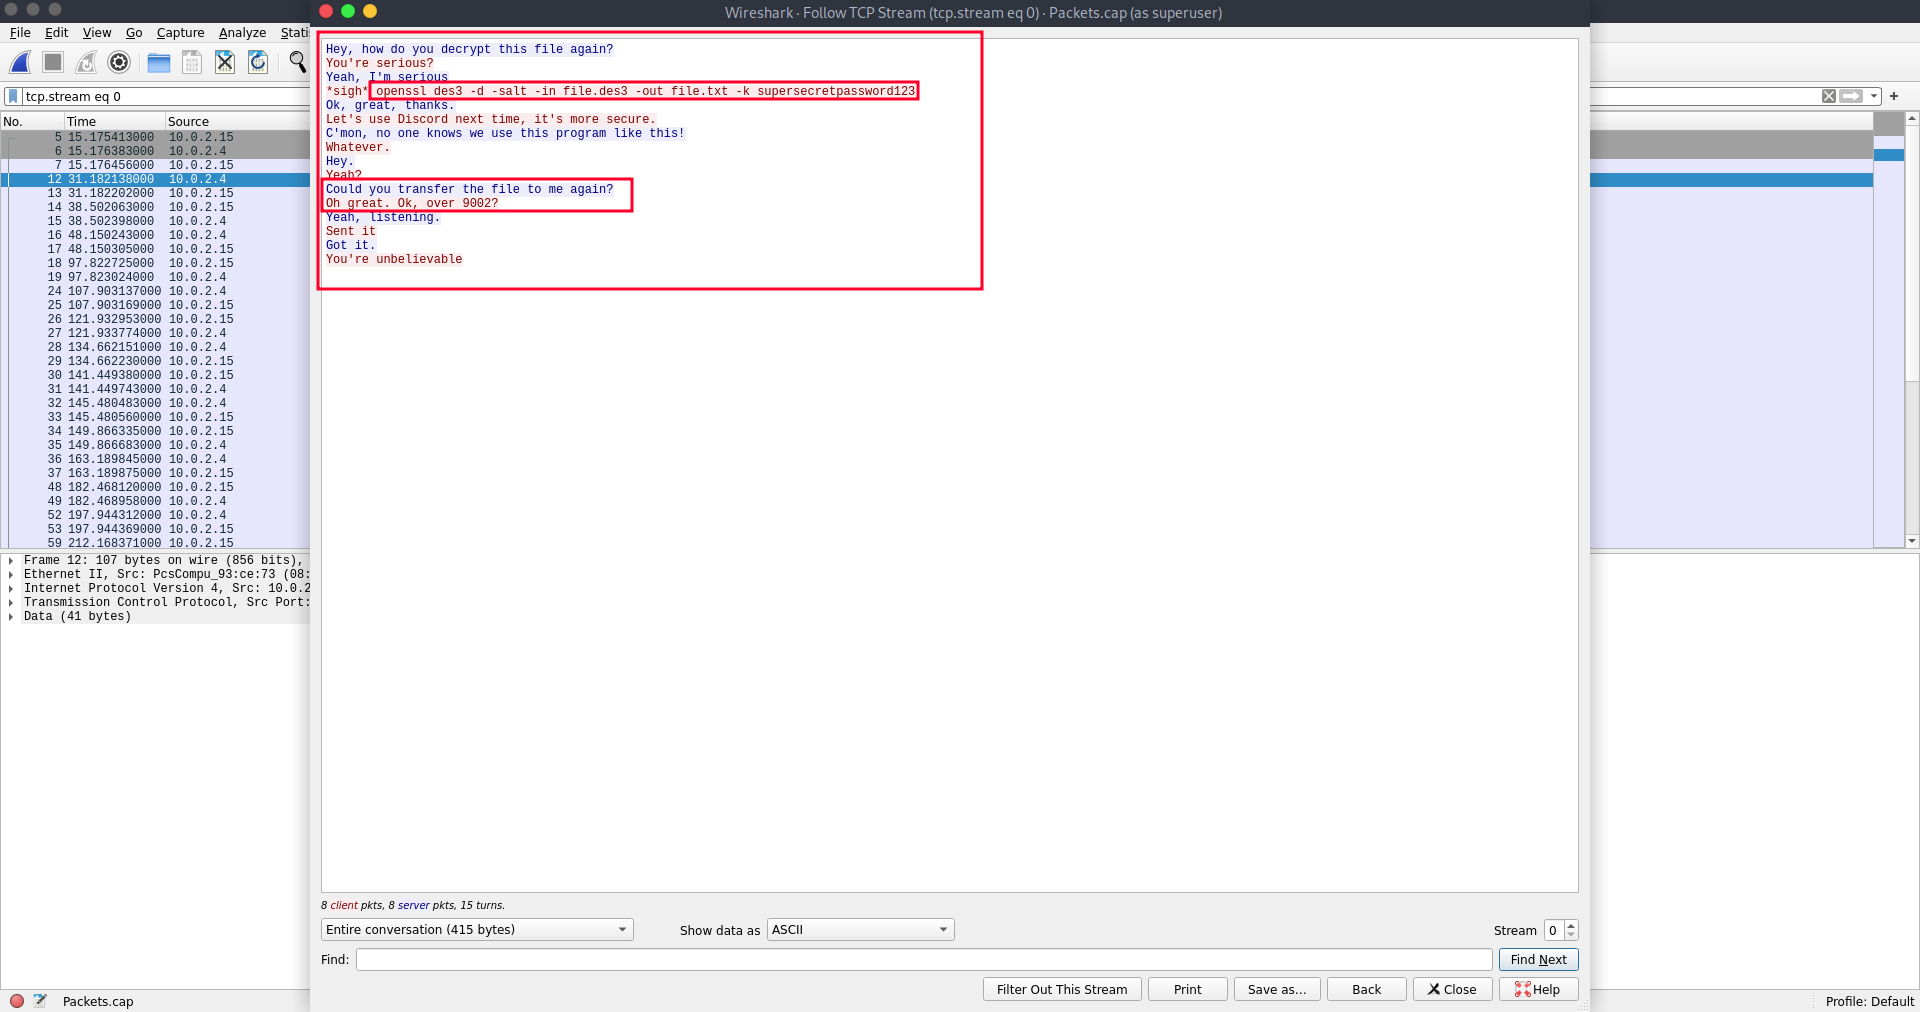 Wireshark · Follow TCP Stream (tcp.stream eq 0) · Packets.cap (as superuser)
File Edit View Go Capture Analyze Stati
tcp.stream eq 0
No. Time Source
5 15.175413000 10.0.2.15
6 15.176383000 10.0.2.4
7 15.176456000 10.0.2.15
12 31.182138000 10.0.2.4
13 31.182202000 10.0.2.15
14 38.502063000 10.0.2.15
15 38.502398000 10.0.2.4
16 48.150243000 10.0.2.4
17 48.150305000 10.0.2.15
18 97.822725000 10.0.2.15
19 97.823024000 10.0.2.4
24 107.903137000 10.0.2.4
25 107.903169000 10.0.2.15
26 121.932953000 10.0.2.15
27 121.933774000 10.0.2.4
28 134.662151000 10.0.2.4
29 134.662230000 10.0.2.15
30 141.449380000 10.0.2.15
31 141.449743000 10.0.2.4
32 145.480483000 10.0.2.4
33 145.480560000 10.0.2.15
34 149.866335000 10.0.2.15
35 149.866683000 10.0.2.4
36 163.189845000 10.0.2.4
37 163.189875000 10.0.2.15
48 182.468120000 10.0.2.15
49 182.468958000 10.0.2.4
52 197.944312000 10.0.2.4
53 197.944369000 10.0.2.15
59 212.168371000 10.0.2.15
Frame 12: 107 bytes on wire (856 bits),
Ethernet II, Src: PcsCompu_93:ce:73 (08:
Internet Protocol Version 4, Src: 10.0.2
Transmission Control Protocol, Src Port:
Data (41 bytes)
Hey, how do you decrypt this file again?
You're serious?
Yeah, I'm serious
*sigh* openssl des3 -d -salt -in file.des3 -out file.txt -k supersecretpassword123
Ok, great, thanks.
Let's use Discord next time, it's more secure.
C'mon, no one knows we use this program like this!
Whatever.
Hey.
Yeah?
Could you transfer the file to me again?
Oh great. Ok, over 9002?
Yeah, listening.
Sent it
Got it.
You're unbelievable
8 client pkts, 8 server pkts, 15 turns.
Entire conversation (415 bytes) Show data as ASCII Stream 0
Find: Find Next
Filter Out This Stream Print Save as... Back Close Help
Packets.cap Profile: Default